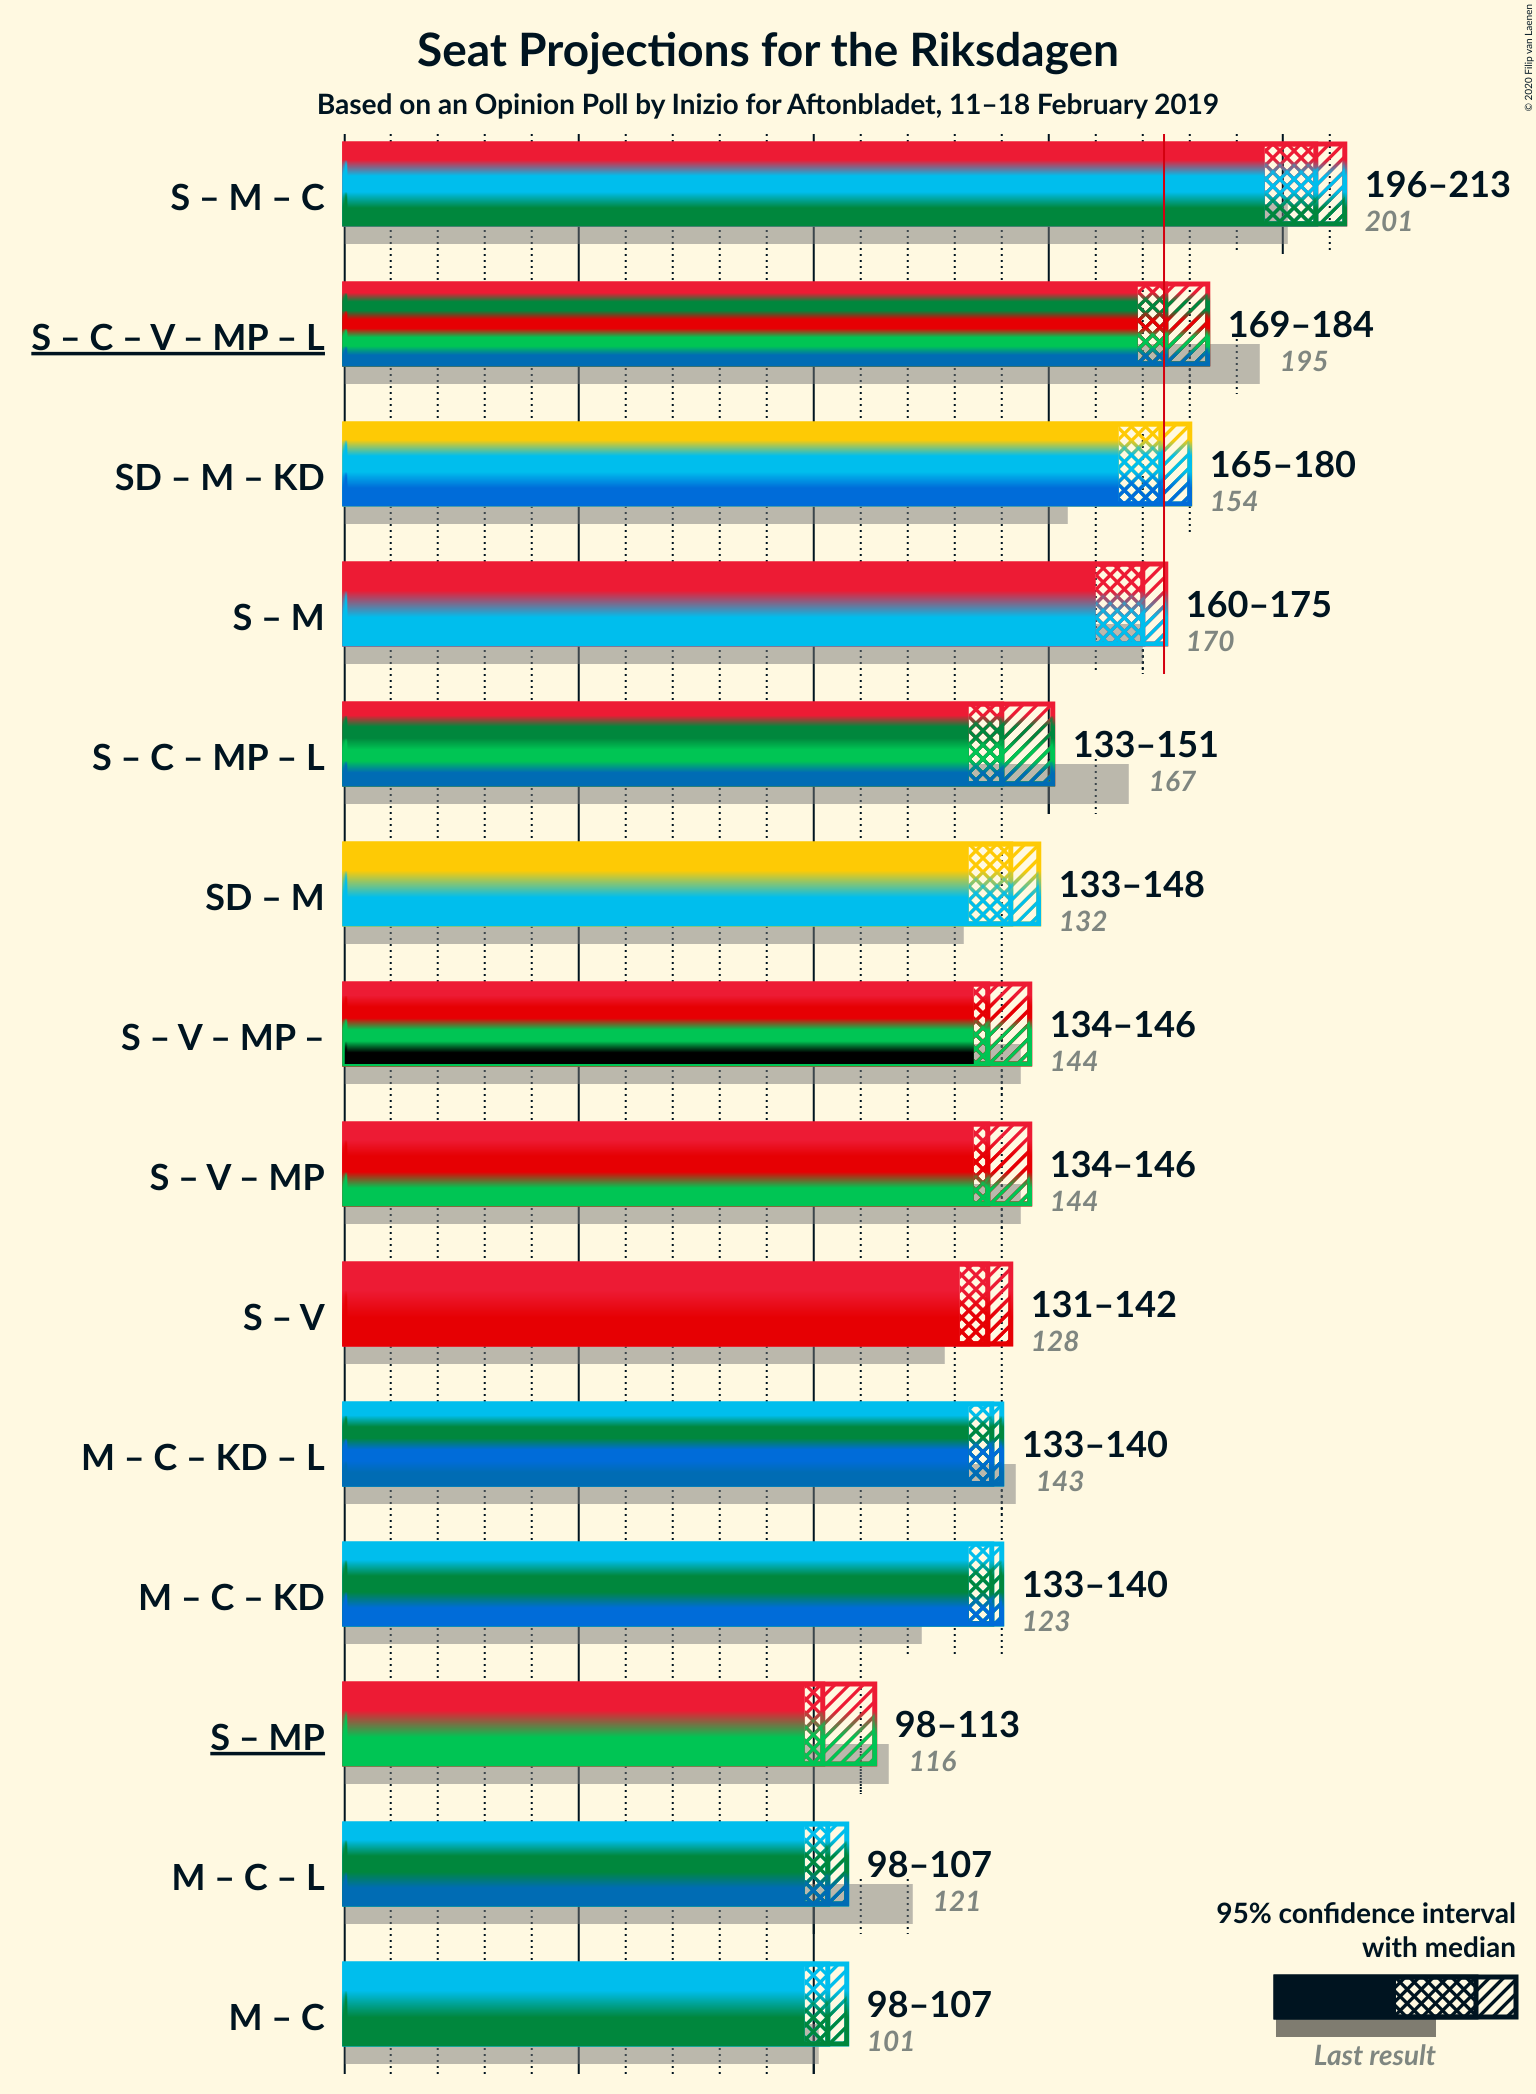 Seat Projections for the Riksdagen
Based on an Opinion Poll by Inizio for Aftonbladet, 11–18 February 2019
© 2020 Filip van Laenen
S – M – C
196–213
201
S – C – V – MP – L
169–184
195
SD – M – KD
165–180
154
S – M
160–175
170
S – C – MP – L
133–151
167
SD – M
133–148
132
S – V – MP –
134–146
144
S – V – MP
134–146
144
S – V
131–142
128
M – C – KD – L
133–140
143
M – C – KD
133–140
123
S – MP
98–113
116
M – C – L
98–107
121
M – C
98–107
101
95% confidence interval
with median
Last result